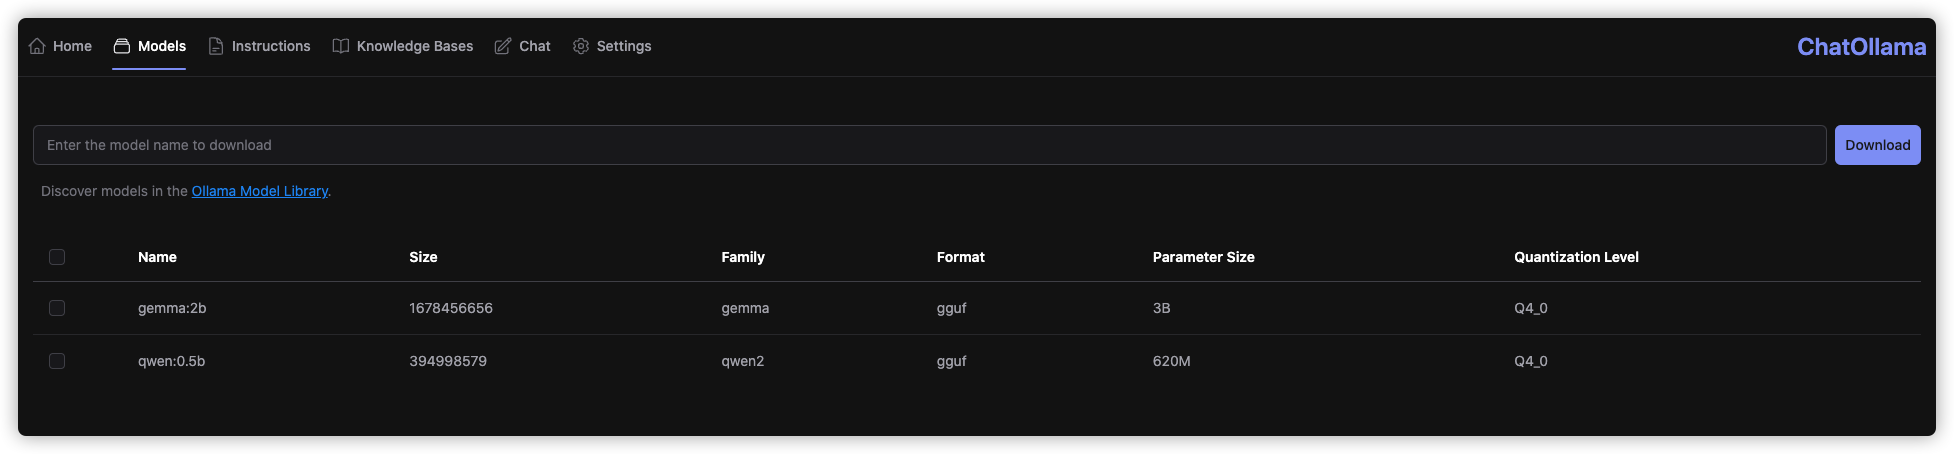 Home Models Instructions Knowledge Bases Chat Settings ChatOllama
Enter the model name to download Download
Discover models in the Ollama Model Library.
Name Size Family Format Parameter Size Quantization Level
gemma:2b 1678456656 gemma gguf 3B Q4_0
qwen:0.5b 394998579 qwen2 gguf 620M Q4_0